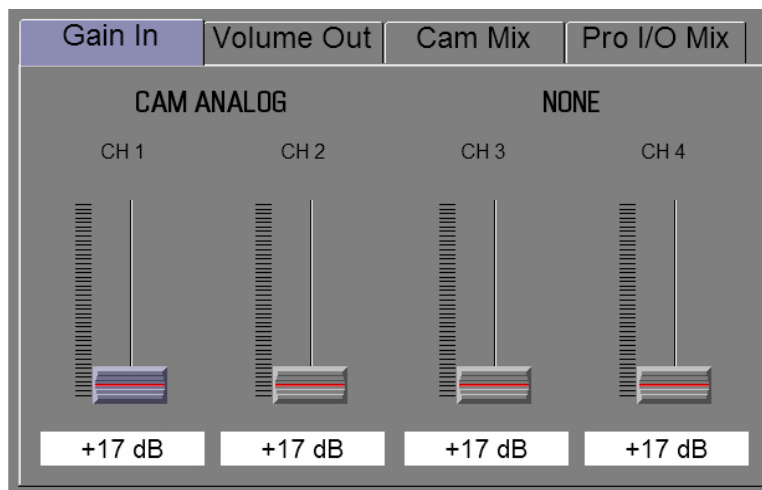 Gain In Volume Out Cam Mix Pro I/O Mix
CAM ANALOG NONE
CH 1 CH 2 CH 3 CH 4
+17 dB +17 dB +17 dB +17 dB